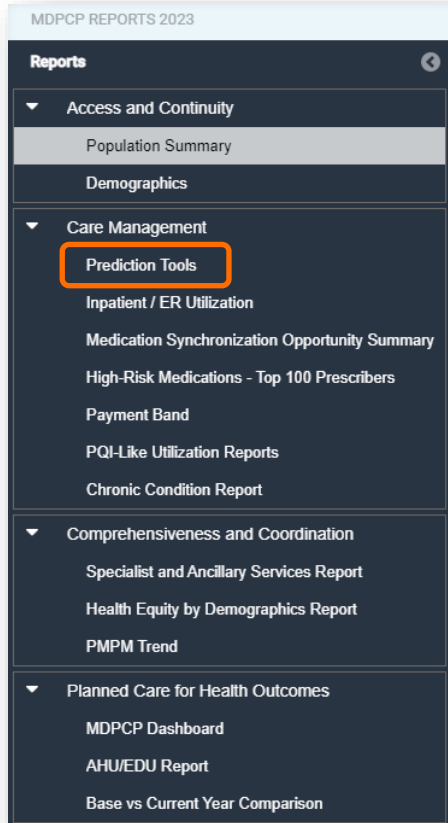 MDPCP REPORTS 2023
Reports
Access and Continuity
Population Summary
Demographics
Care Management
Prediction Tools
Inpatient / ER Utilization
Medication Synchronization Opportunity Summary
High-Risk Medications - Top 100 Prescribers
Payment Band
PQI-Like Utilization Reports
Chronic Condition Report
Comprehensiveness and Coordination
Specialist and Ancillary Services Report
Health Equity by Demographics Report
PMPM Trend
Planned Care for Health Outcomes
MDPCP Dashboard
AHU/EDU Report
Base vs Current Year Comparison